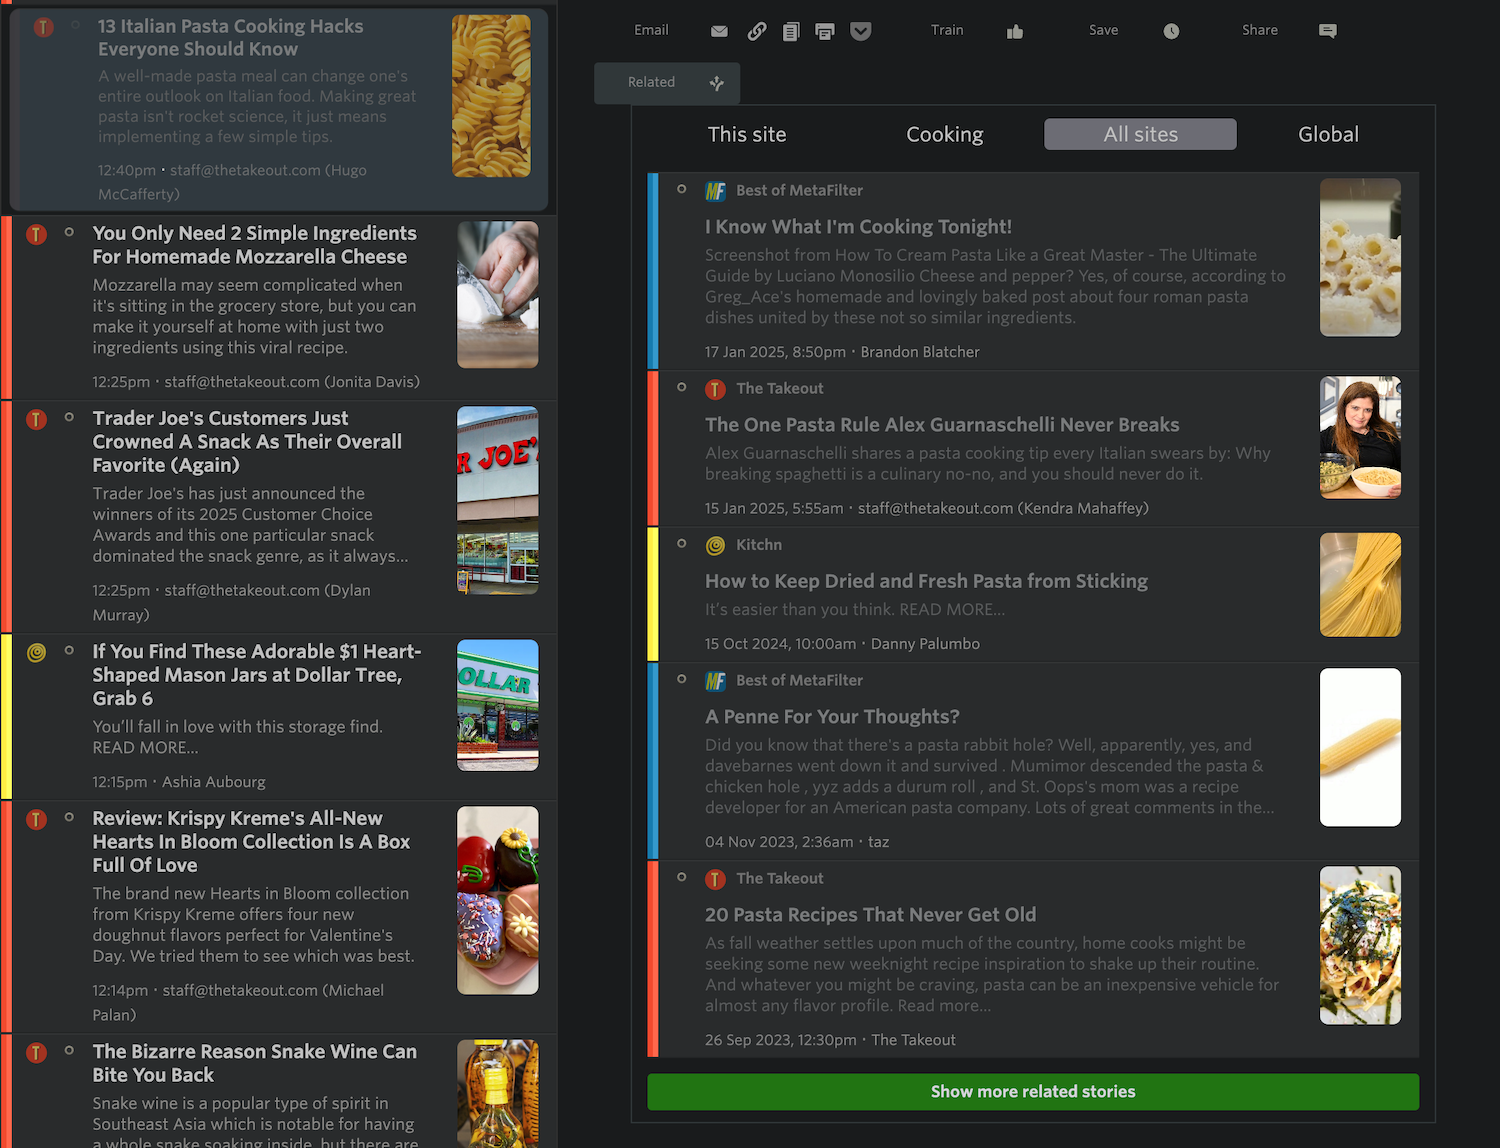 13 Italian Pasta Cooking Hacks
Everyone Should Know
A well-made pasta meal can change one's
entire outlook on Italian food. Making great
pasta isn't rocket science, it just means
implementing a few simple tips.
12:40pm · staff@thetakeout.com (Hugo
McCafferty)
You Only Need 2 Simple Ingredients
For Homemade Mozzarella Cheese
Mozzarella may seem complicated when
it's sitting in the grocery store, but you can
make it yourself at home with just two
ingredients using this viral recipe.
12:25pm · staff@thetakeout.com (Jonita Davis)
Trader Joe's Customers Just
Crowned A Snack As Their Overall
Favorite (Again)
Trader Joe's has just announced the
winners of its 2025 Customer Choice
Awards and this one particular snack
dominated the snack genre, as it always...
12:25pm · staff@thetakeout.com (Dylan
Murray)
R JOE'
If You Find These Adorable $1 Heart-
Shaped Mason Jars at Dollar Tree,
Grab 6
You'll fall in love with this storage find.
READ MORE...
12:15pm · Ashia Aubourg
OLLAR
Review: Krispy Kreme's All-New
Hearts In Bloom Collection Is A Box
Full Of Love
The brand new Hearts in Bloom collection
from Krispy Kreme offers four new
doughnut flavors perfect for Valentine's
Day. We tried them to see which was best.
12:14pm · staff@thetakeout.com (Michael
Palan)
The Bizarre Reason Snake Wine Can
Bite You Back
Snake wine is a popular type of spirit in
Southeast Asia which is notable for having
a whole snake soaking inside, but there are
Email
Train
Save
Share
Related
This site
Cooking
All sites
Global
MF Best of MetaFilter
I Know What I'm Cooking Tonight!
Screenshot from How To Cream Pasta Like a Great Master - The Ultimate
Guide by Luciano Monosilio Cheese and pepper? Yes, of course, according to
Greg_Ace's homemade and lovingly baked post about four roman pasta
dishes united by these not so similar ingredients.
17 Jan 2025, 8:50pm · Brandon Blatcher
T The Takeout
The One Pasta Rule Alex Guarnaschelli Never Breaks
Alex Guarnaschelli shares a pasta cooking tip every Italian swears by: Why
breaking spaghetti is a culinary no-no, and you should never do it.
15 Jan 2025, 5:55am · staff@thetakeout.com (Kendra Mahaffey)
Kitchn
How to Keep Dried and Fresh Pasta from Sticking
It's easier than you think. READ MORE...
15 Oct 2024, 10:00am · Danny Palumbo
MF Best of MetaFilter
A Penne For Your Thoughts?
Did you know that there's a pasta rabbit hole? Well, apparently, yes, and
davebarnes went down it and survived . Mumimor descended the pasta &
chicken hole , yyz adds a durum roll , and St. Oops's mom was a recipe
developer for an American pasta company. Lots of great comments in the...
04 Nov 2023, 2:36am · taz
T The Takeout
20 Pasta Recipes That Never Get Old
As fall weather settles upon much of the country, home cooks might be
seeking some new weeknight recipe inspiration to shake up their routine.
And whatever you might be craving, pasta can be an inexpensive vehicle for
almost any flavor profile. Read more...
26 Sep 2023, 12:30pm · The Takeout
Show more related stories